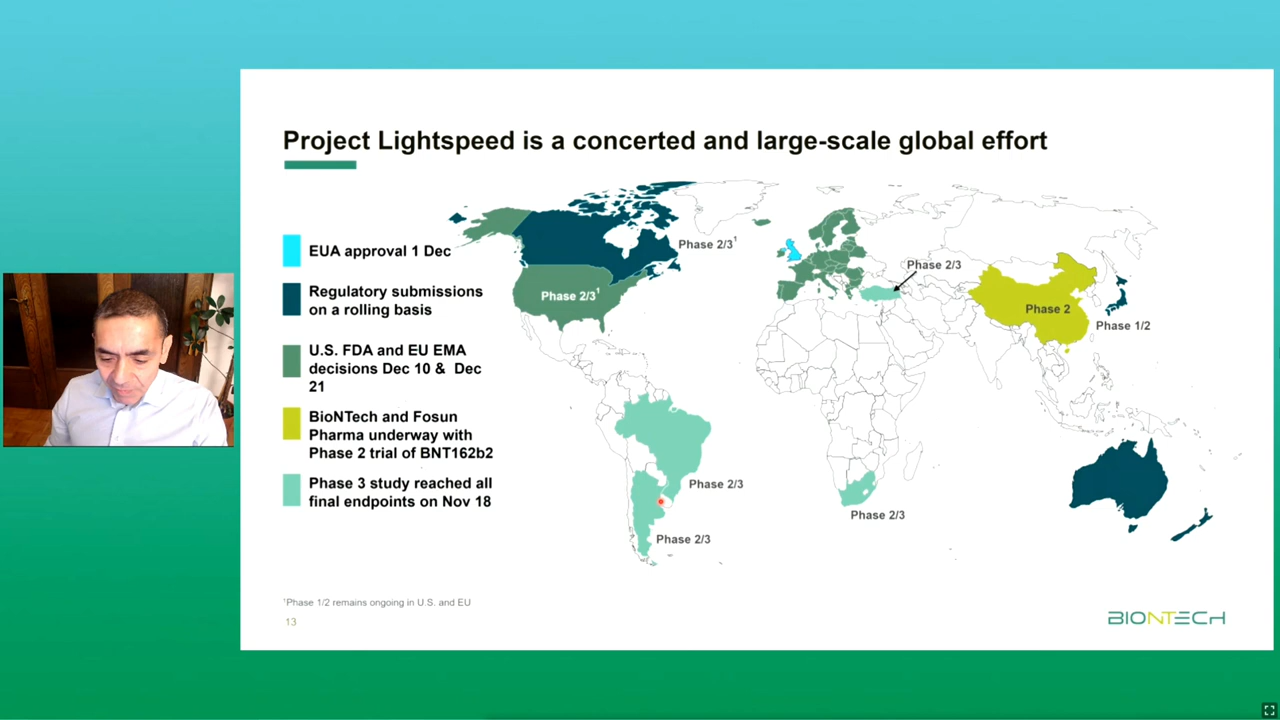 Project Lightspeed is a concerted and large-scale global effort
EUA approval 1 Dec
Regulatory submissions
on a rolling basis
U.S. FDA and EU EMA
decisions Dec 10 & Dec
21
BioNTech and Fosun
Pharma underway with
Phase 2 trial of BNT162b2
Phase 3 study reached all
final endpoints on Nov 18
Phase 2/3¹
Phase 2/3¹
Phase 2/3
Phase 2
Phase 1/2
Phase 2/3
Phase 2/3
Phase 2/3
¹Phase 1/2 remains ongoing in U.S. and EU
13
BIONTECH